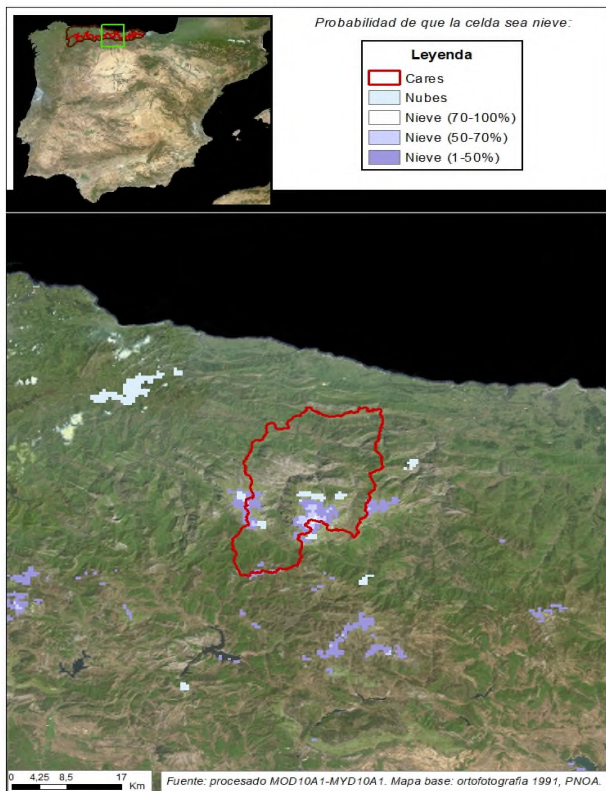 Probabilidad de que la celda sea nieve:
Leyenda
Cares
Nubes
Nieve (70-100%)
Nieve (50-70%)
Nieve (1-50%)
0 4,25 8,5 17
Km
Fuente: procesado MOD10A1-MYD10A1. Mapa base: ortofotografia 1991, PNOA.